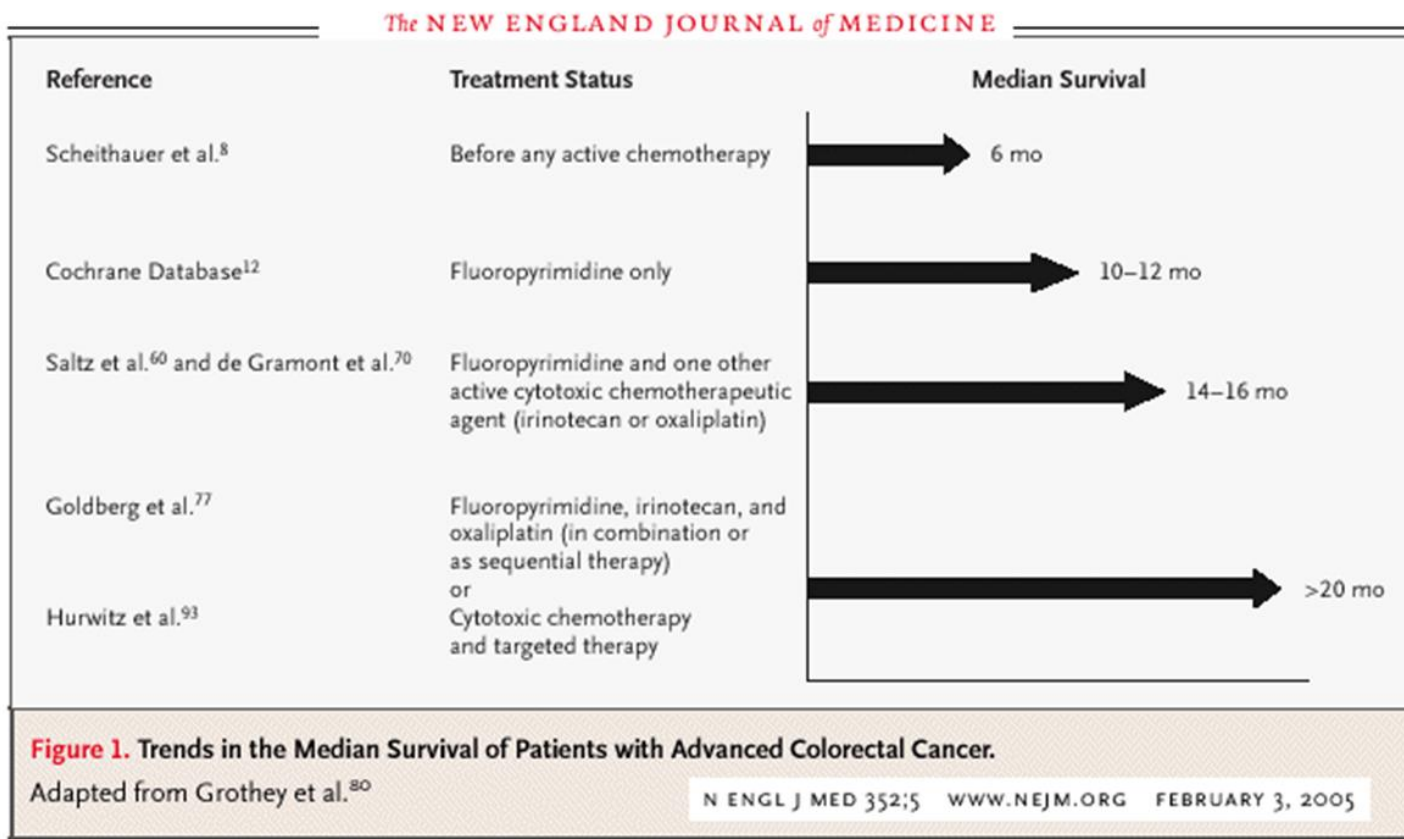 The NEW ENGLAND JOURNAL of MEDICINE
Reference Treatment Status Median Survival
Scheithauer et al.⁸ Before any active chemotherapy 6 mo
Cochrane Database¹² Fluoropyrimidine only 10–12 mo
Saltz et al.⁶⁰ and de Gramont et al.⁷⁰ Fluoropyrimidine and one other
active cytotoxic chemotherapeutic 14–16 mo
agent (irinotecan or oxaliplatin)
Goldberg et al.⁷⁷ Fluoropyrimidine, irinotecan, and
oxaliplatin (in combination or
as sequential therapy)
or >20 mo
Hurwitz et al.⁹³ Cytotoxic chemotherapy
and targeted therapy
Figure 1. Trends in the Median Survival of Patients with Advanced Colorectal Cancer.
Adapted from Grothey et al.⁸⁰ N ENGL J MED 352;5 WWW.NEJM.ORG FEBRUARY 3, 2005